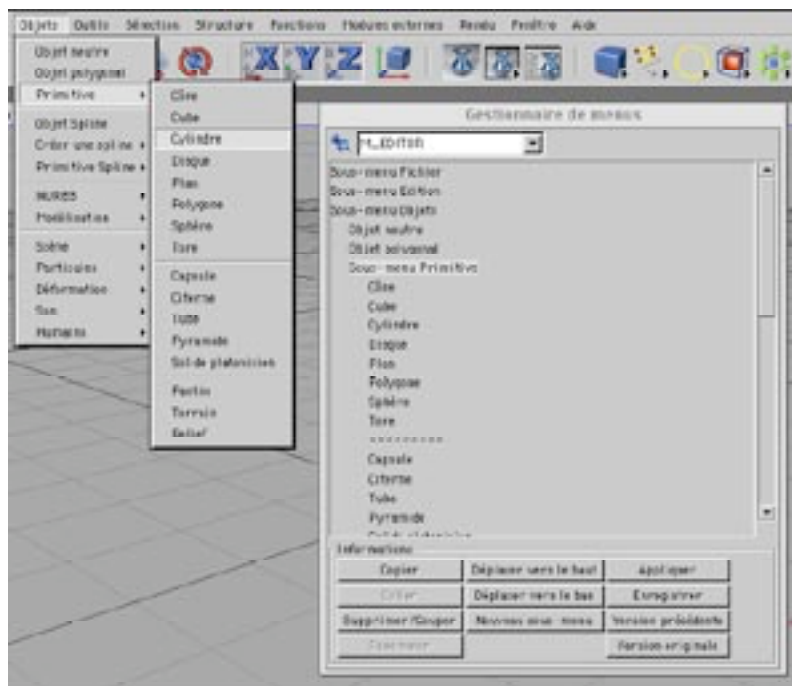 Objets Outils Sélection Structure Fonctions Modules externes Rendu Fenêtre Aide
Objet neutre
Objet polygonal
Primitive
Objet Spline
Créer une spline
Primitive Spline
NURBS
Modélisation
Scène
Particules
Déformation
Son
Humains
Cône
Cube
Cylindre
Disque
Plan
Polygone
Sphère
Tore
Capsule
Citerne
Tube
Pyramide
Solide platonicien
Pantin
Terrain
Relief
X Y Z
Gestionnaire de menus
M_EDITOR
Sous-menu Fichier
Sous-menu Edition
Sous-menu Objets
Objet neutre
Objet polygonal
Sous-menu Primitive
Cône
Cube
Cylindre
Disque
Plan
Polygone
Sphère
Tore
---------
Capsule
Citerne
Tube
Pyramide
Solide platonicien
Informations
Copier Déplacer vers le haut Appliquer
Coller Déplacer vers le bas Enregistrer
Supprimer/Couper Nouveau sous-menu Version précédente
Version originale